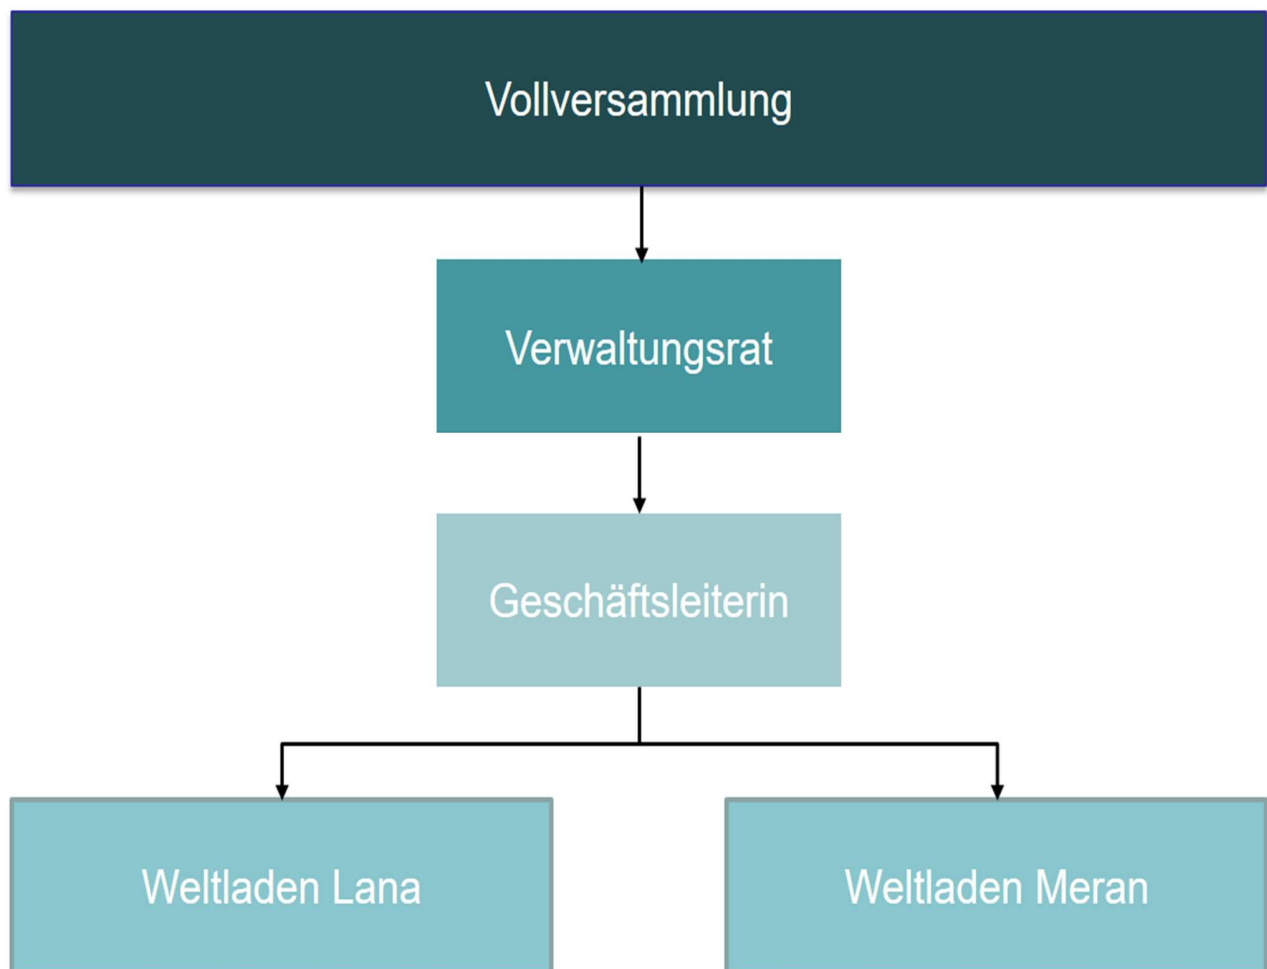 Vollversammlung
Verwaltungsrat
Geschäftsleiterin
Weltladen Lana
Weltladen Meran